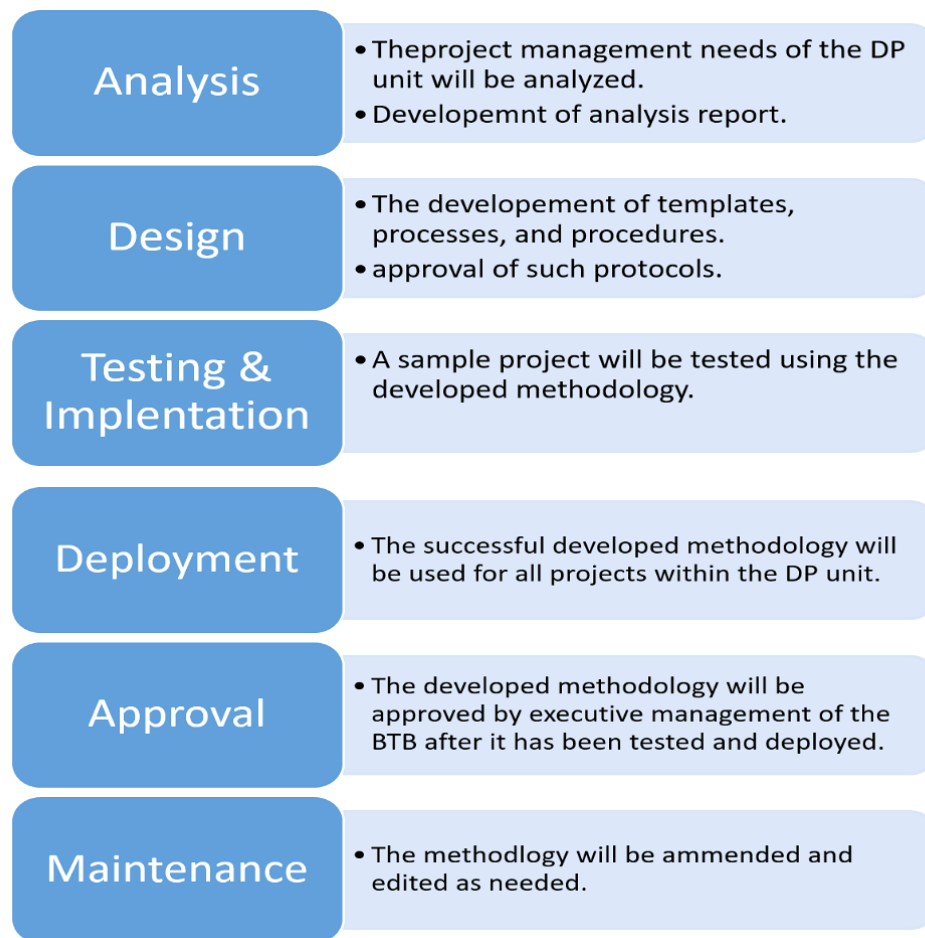 Analysis
• Theproject management needs of the DP
unit will be analyzed.
• Developemnt of analysis report.
Design
• The developement of templates,
processes, and procedures.
• approval of such protocols.
Testing &
Implentation
• A sample project will be tested using the
developed methodology.
Deployment
• The successful developed methodology will
be used for all projects within the DP unit.
Approval
• The developed methodology will be
approved by executive management of the
BTB after it has been tested and deployed.
Maintenance
• The methodlogy will be ammended and
edited as needed.